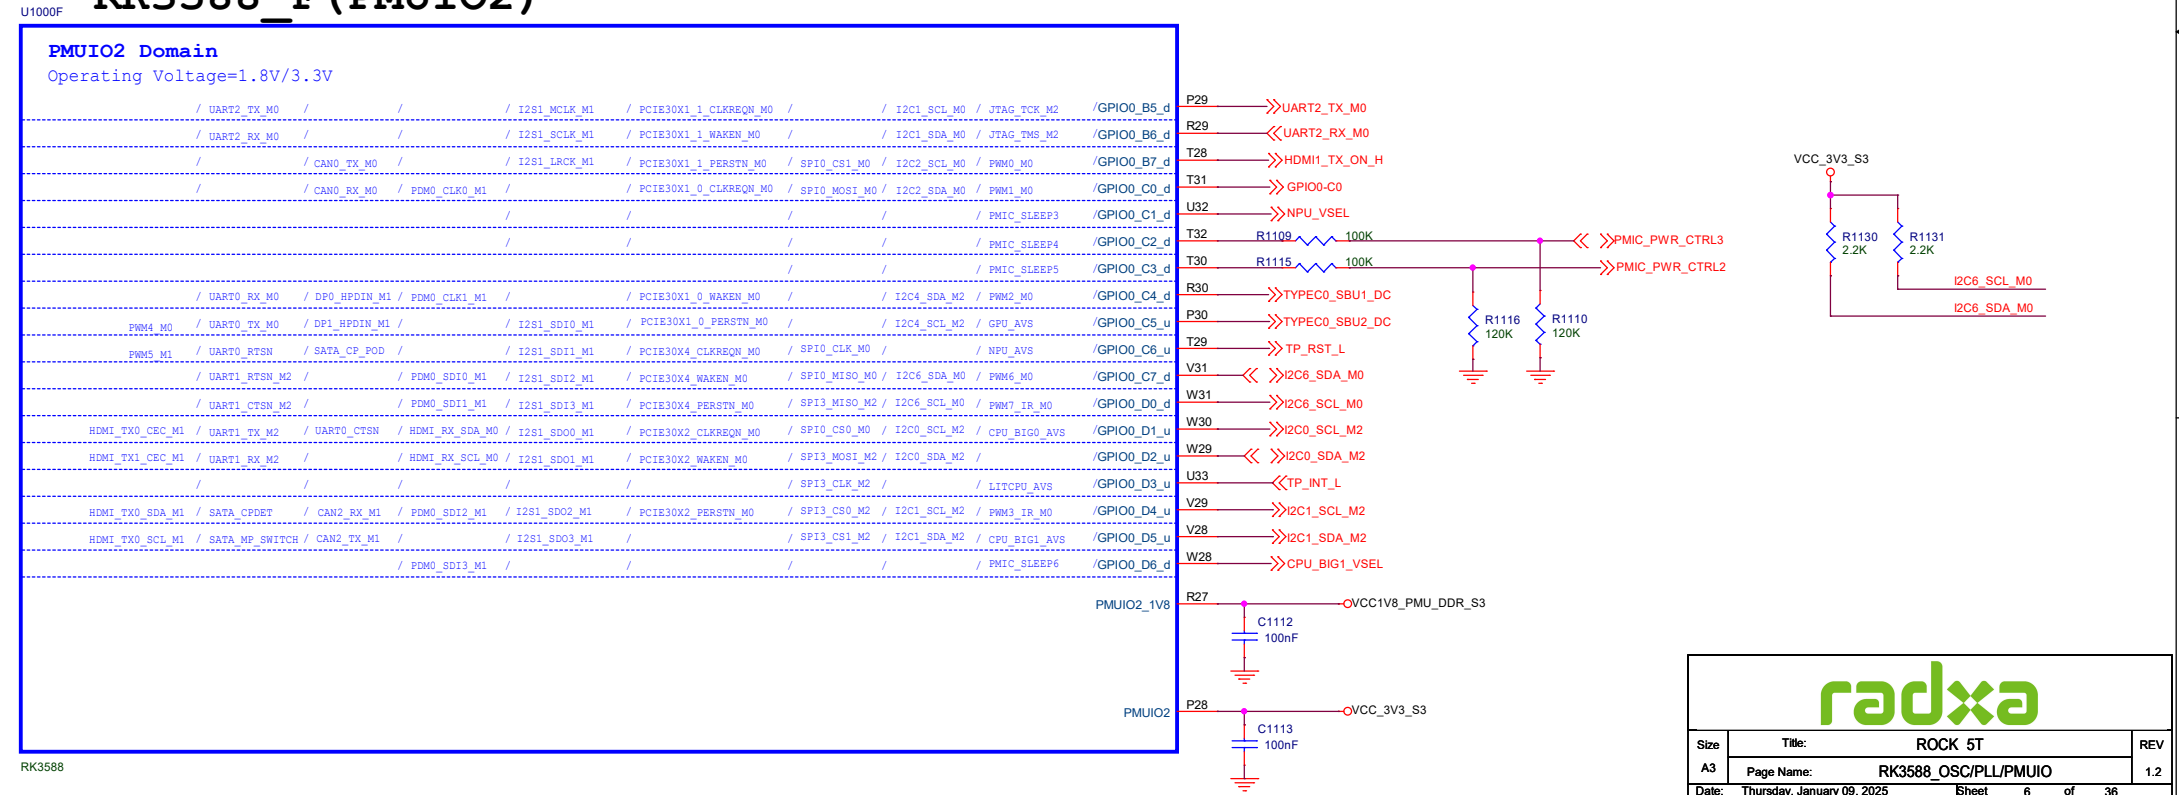 U1000F
RK3588_F(PMUIO2)
PMUIO2 Domain
Operating Voltage=1.8V/3.3V
/ UART2_TX_M0 / / / I2S1_MCLK_M1 / PCIE30X1_1_CLKREQN_M0 / / I2C1_SCL_M0 / JTAG_TCK_M2 /GPIO0_B5_d P29 UART2_TX_M0
/ UART2_RX_M0 / / / I2S1_SCLK_M1 / PCIE30X1_1_WAKEN_M0 / / I2C1_SDA_M0 / JTAG_TMS_M2 /GPIO0_B6_d R29 UART2_RX_M0
/ / CAN0_TX_M0 / / I2S1_LRCK_M1 / PCIE30X1_1_PERSTN_M0 / SPI0_CS1_M0 / I2C2_SCL_M0 / PWM0_M0 /GPIO0_B7_d T28 HDMI1_TX_ON_H
/ / CAN0_RX_M0 / PDM0_CLK0_M1 / / PCIE30X1_0_CLKREQN_M0 / SPI0_MOSI_M0 / I2C2_SDA_M0 / PWM1_M0 /GPIO0_C0_d T31 GPIO0-C0
/ / / / / PMIC_SLEEP3 /GPIO0_C1_d U32 NPU_VSEL
/ / / / / PMIC_SLEEP4 /GPIO0_C2_d T32 R1109 100K PMIC_PWR_CTRL3
/ / / PMIC_SLEEP5 /GPIO0_C3_d T30 R1115 100K PMIC_PWR_CTRL2
/ UART0_RX_M0 / DP0_HPDIN_M1 / PDM0_CLK1_M1 / / PCIE30X1_0_WAKEN_M0 / / I2C4_SDA_M2 / PWM2_M0 /GPIO0_C4_d R30 TYPEC0_SBU1_DC
PWM4_M0 / UART0_TX_M0 / DP1_HPDIN_M1 / / I2S1_SDI0_M1 / PCIE30X1_0_PERSTN_M0 / / I2C4_SCL_M2 / GPU_AVS /GPIO0_C5_u P30 TYPEC0_SBU2_DC
PWM5_M1 / UART0_RTSN / SATA_CP_POD / / I2S1_SDI1_M1 / PCIE30X4_CLKREQN_M0 / SPI0_CLK_M0 / / NPU_AVS /GPIO0_C6_u T29 TP_RST_L
/ UART1_RTSN_M2 / / PDM0_SDI0_M1 / I2S1_SDI2_M1 / PCIE30X4_WAKEN_M0 / SPI0_MISO_M0 / I2C6_SDA_M0 / PWM6_M0 /GPIO0_C7_d V31 I2C6_SDA_M0
/ UART1_CTSN_M2 / / PDM0_SDI1_M1 / I2S1_SDI3_M1 / PCIE30X4_PERSTN_M0 / SPI3_MISO_M2 / I2C6_SCL_M0 / PWM7_IR_M0 /GPIO0_D0_d W31 I2C6_SCL_M0
HDMI_TX0_CEC_M1 / UART1_TX_M2 / UART0_CTSN / HDMI_RX_SDA_M0 / I2S1_SDO0_M1 / PCIE30X2_CLKREQN_M0 / SPI0_CS0_M0 / I2C0_SCL_M2 / CPU_BIG0_AVS /GPIO0_D1_u W30 I2C0_SCL_M2
HDMI_TX1_CEC_M1 / UART1_RX_M2 / / HDMI_RX_SCL_M0 / I2S1_SDO1_M1 / PCIE30X2_WAKEN_M0 / SPI3_MOSI_M2 / I2C0_SDA_M2 / /GPIO0_D2_u W29 I2C0_SDA_M2
/ / / / / / SPI3_CLK_M2 / / LITCPU_AVS /GPIO0_D3_u U33 TP_INT_L
HDMI_TX0_SDA_M1 / SATA_CPDET / CAN2_RX_M1 / PDM0_SDI2_M1 / I2S1_SDO2_M1 / PCIE30X2_PERSTN_M0 / SPI3_CS0_M2 / I2C1_SCL_M2 / PWM3_IR_M0 /GPIO0_D4_u V29 I2C1_SCL_M2
HDMI_TX0_SCL_M1 / SATA_MP_SWITCH / CAN2_TX_M1 / / I2S1_SDO3_M1 / / SPI3_CS1_M2 / I2C1_SDA_M2 / CPU_BIG1_AVS /GPIO0_D5_u V28 I2C1_SDA_M2
/ PDM0_SDI3_M1 / / / / / PMIC_SLEEP6 /GPIO0_D6_d W28 CPU_BIG1_VSEL
R1116 120K
R1110 120K
PMUIO2_1V8 R27 VCC1V8_PMU_DDR_S3
C1112
100nF
PMUIO2 P28 VCC_3V3_S3
C1113
100nF
RK3588
VCC_3V3_S3
R1130 2.2K
R1131 2.2K
I2C6_SCL_M0
I2C6_SDA_M0
radxa
Size Title: ROCK 5T REV
A3 Page Name: RK3588_OSC/PLL/PMUIO 1.2
Date: Thursday, January 09, 2025 Sheet 6 of 36